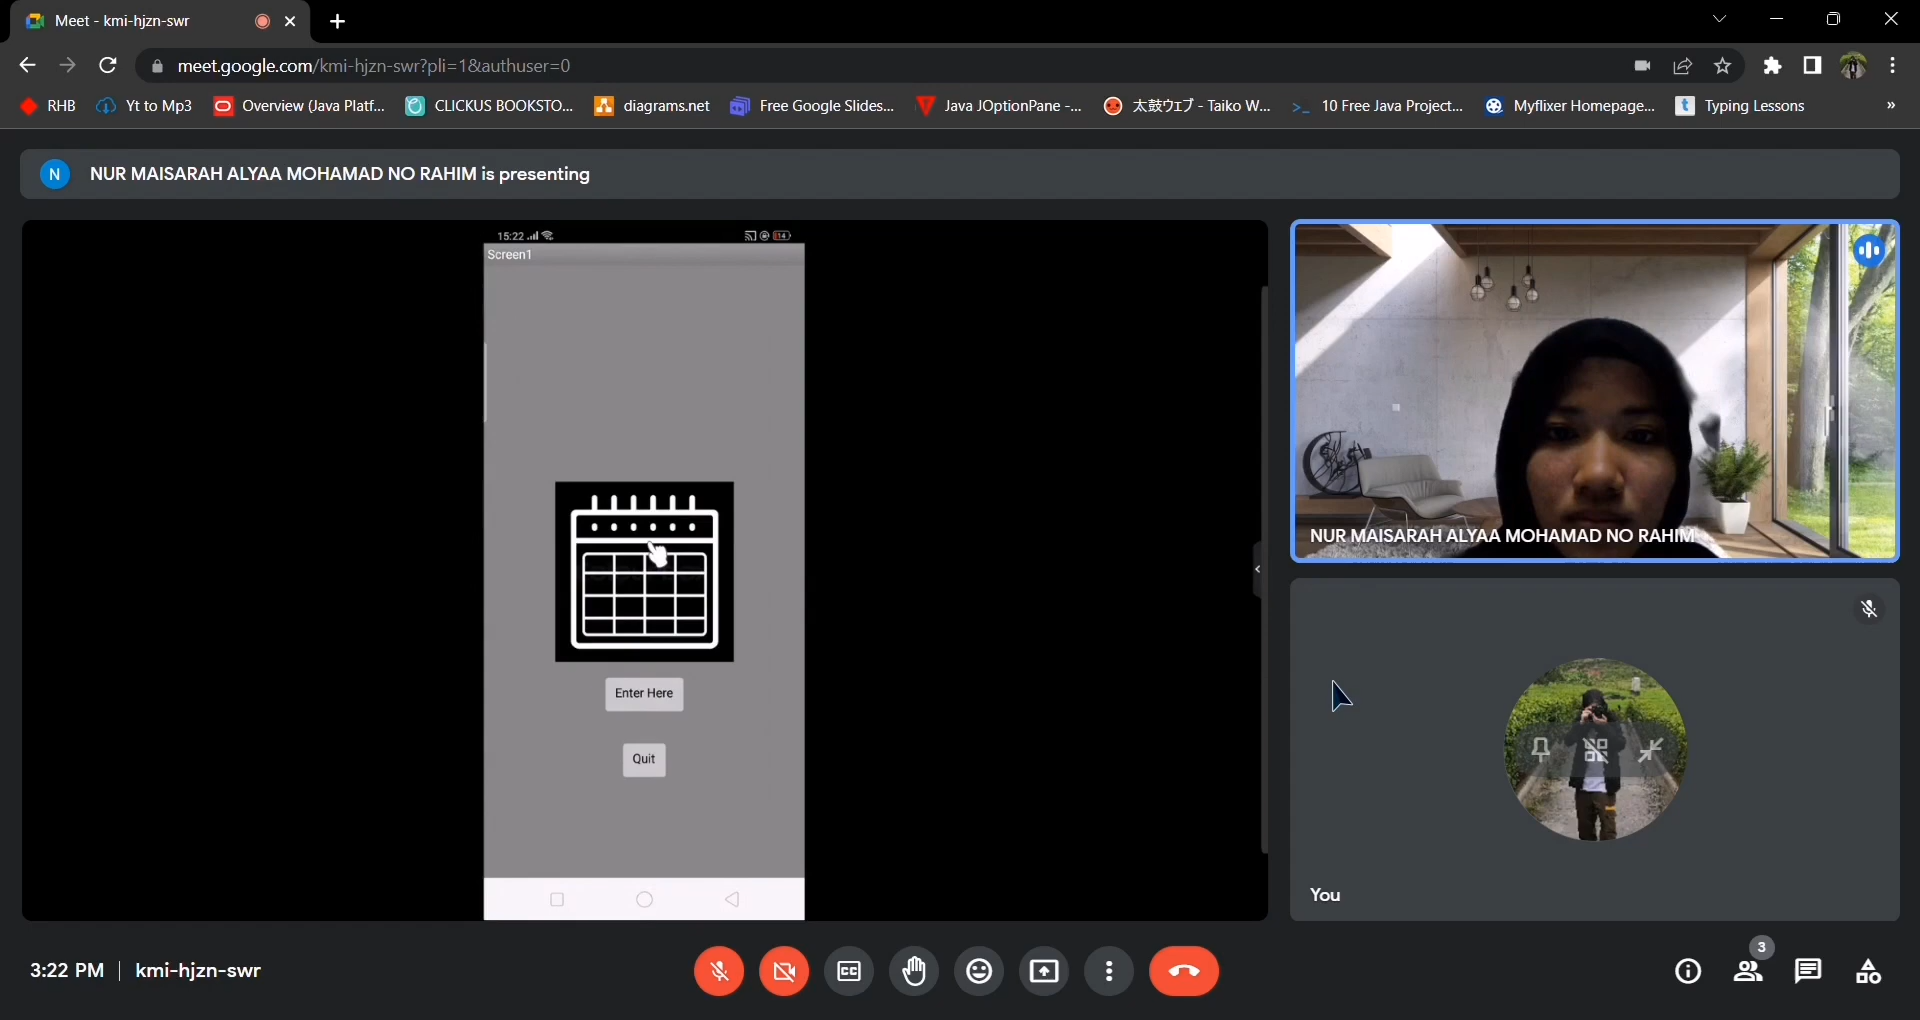 Meet - kmi-hjzn-swr
meet.google.com/kmi-hjzn-swr?pli=1&authuser=0
RHB
Yt to Mp3
Overview (Java Platf...
CLICKUS BOOKSTO...
diagrams.net
Free Google Slides...
Java JOptionPane -...
太鼓ウェブ - Taiko W...
10 Free Java Project...
Myflixer Homepage...
t
Typing Lessons
»
N
NUR MAISARAH ALYAA MOHAMAD NO RAHIM is presenting
15:22
14
Screen1
Enter Here
Quit
NUR MAISARAH ALYAA MOHAMAD NO RAHIM
You
3:22 PM | kmi-hjzn-swr
CC
3